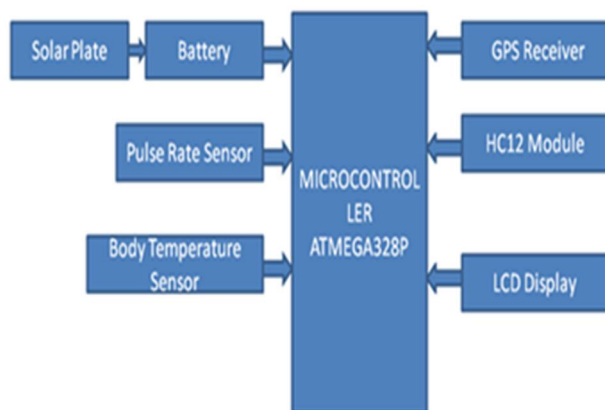 Solar Plate
Battery
GPS Receiver
Pulse Rate Sensor
HC12 Module
MICROCONTROL
LER
ATMEGA328P
Body Temperature
Sensor
LCD Display